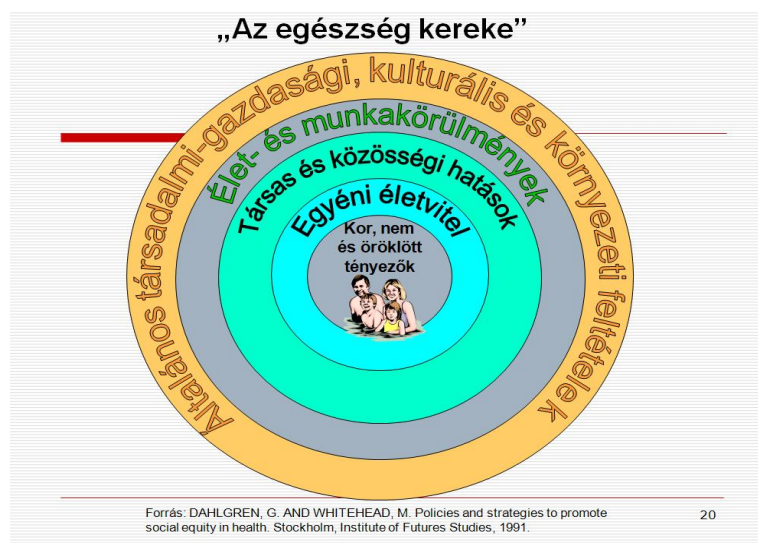 „Az egészség kereke”
Általános társadalmi-gazdasági, kulturális és környezeti feltételek
Élet- és munkakörülmények
Társas és közösségi hatások
Egyéni életvitel
Kor, nem
és öröklött
tényezők
Forrás: DAHLGREN, G. AND WHITEHEAD, M. Policies and strategies to promote
social equity in health. Stockholm, Institute of Futures Studies, 1991.
20